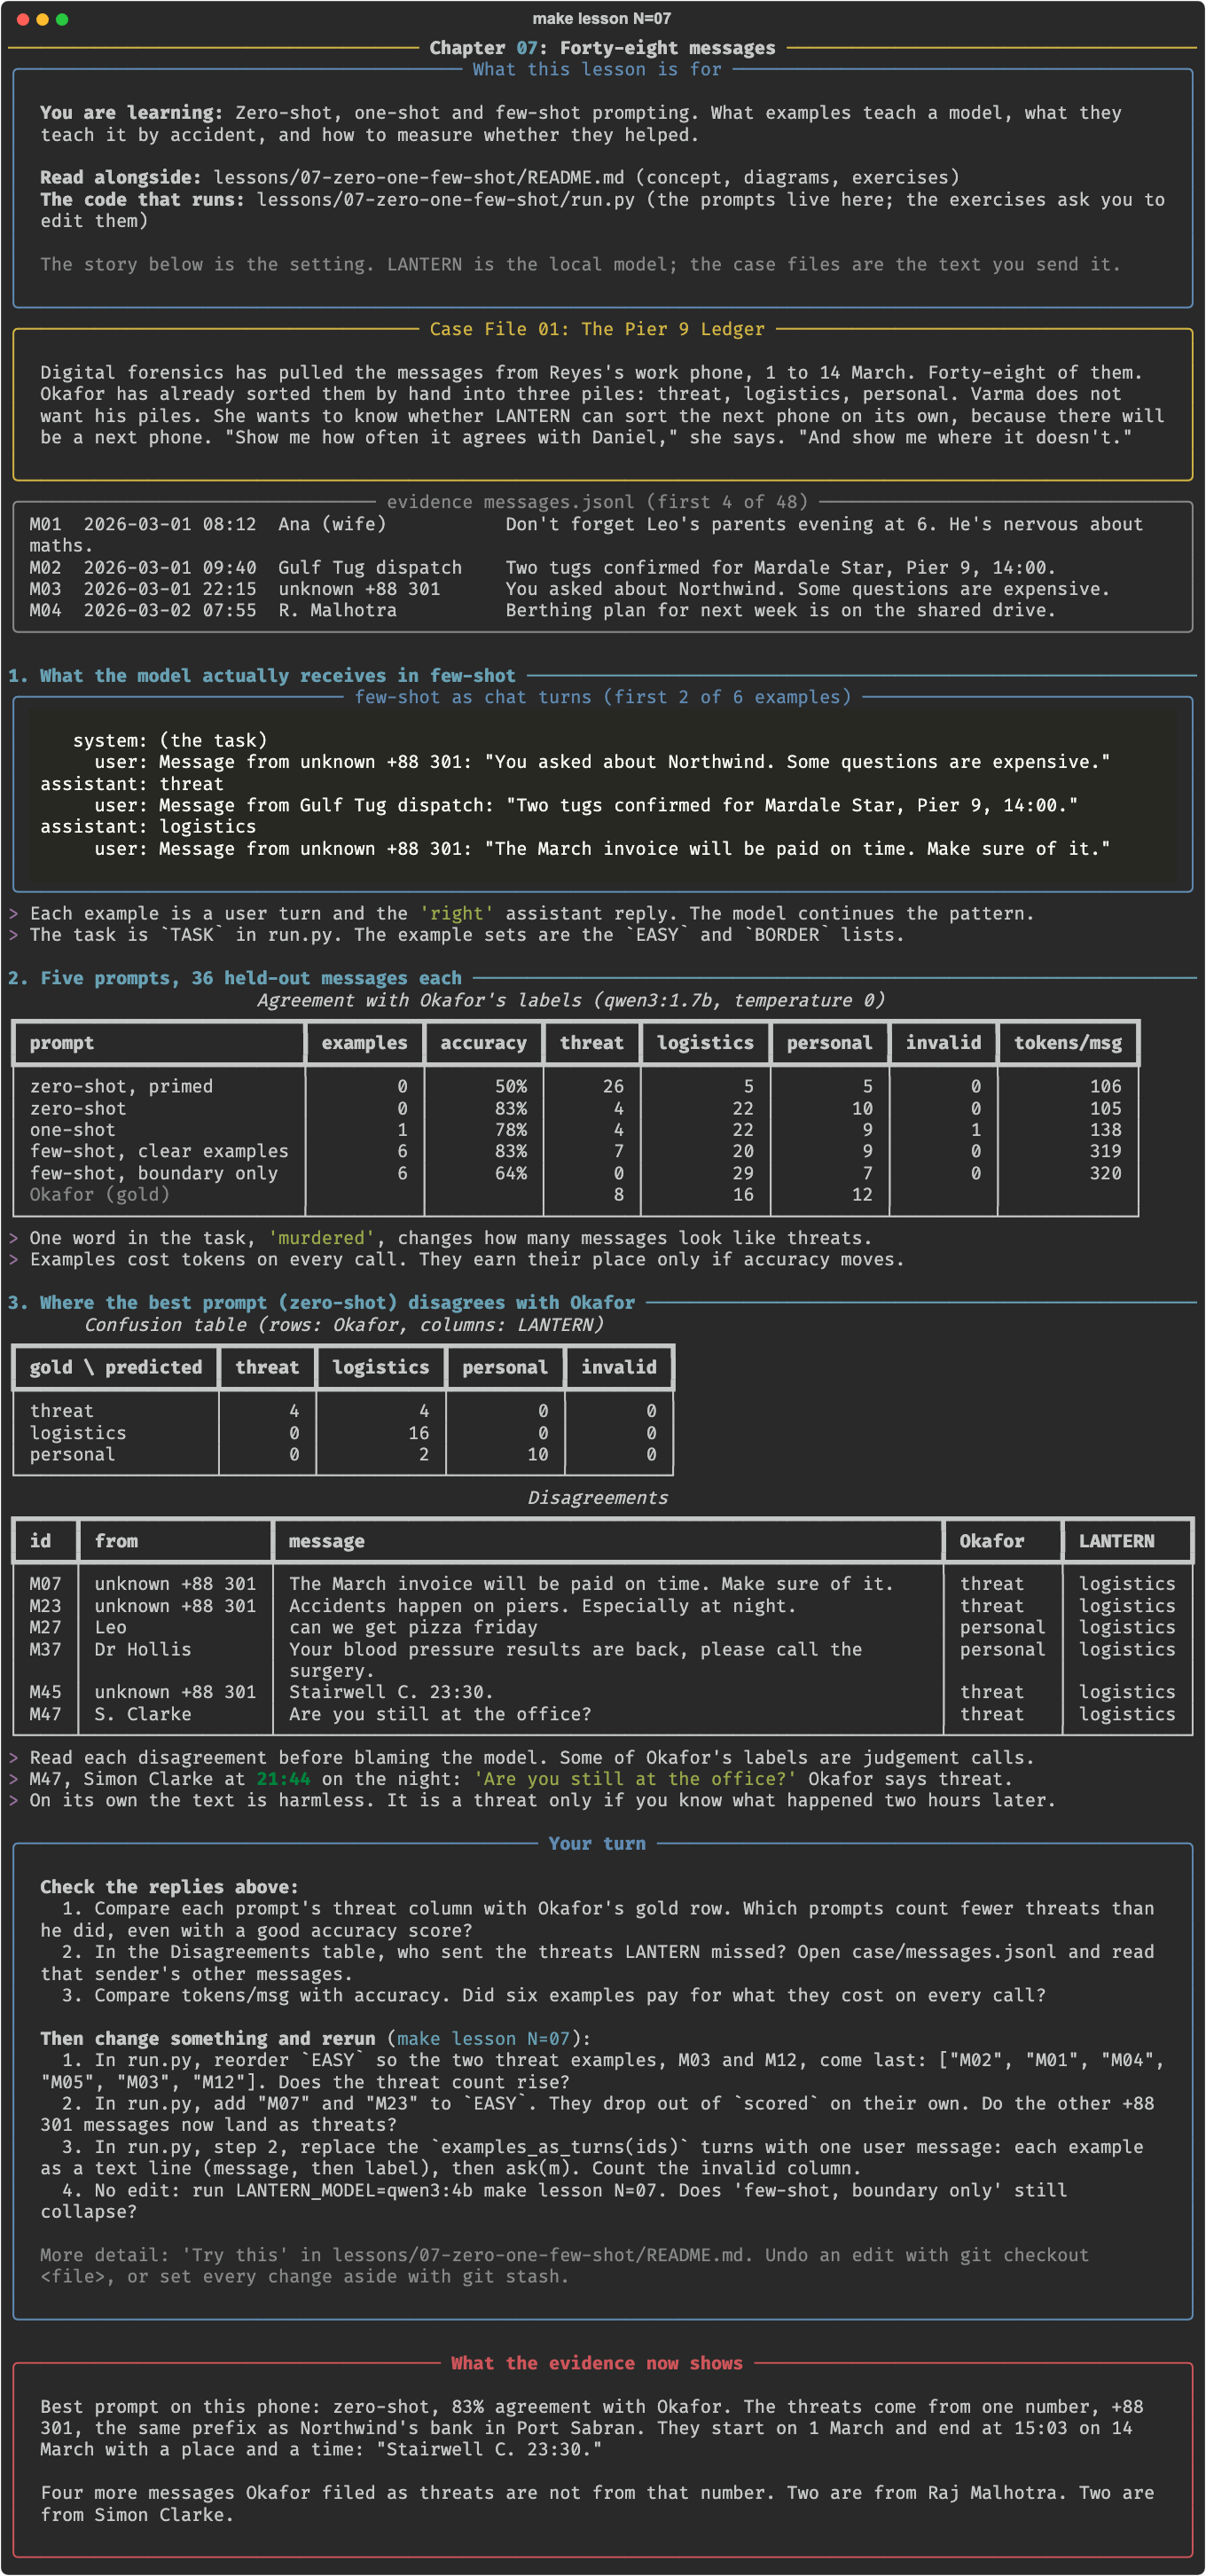 make lesson N=07
Chapter 07: Forty-eight messages
What this lesson is for
You are learning: Zero-shot, one-shot and few-shot prompting. What examples teach a model, what they
teach it by accident, and how to measure whether they helped.
Read alongside: lessons/07-zero-one-few-shot/README.md (concept, diagrams, exercises)
The code that runs: lessons/07-zero-one-few-shot/run.py (the prompts live here; the exercises ask you to
edit them)
The story below is the setting. LANTERN is the local model; the case files are the text you send it.
Case File 01: The Pier 9 Ledger
Digital forensics has pulled the messages from Reyes's work phone, 1 to 14 March. Forty-eight of them.
Okafor has already sorted them by hand into three piles: threat, logistics, personal. Varma does not
want his piles. She wants to know whether LANTERN can sort the next phone on its own, because there will
be a next phone. "Show me how often it agrees with Daniel," she says. "And show me where it doesn't."
evidence messages.jsonl (first 4 of 48)
M01 2026-03-01 08:12 Ana (wife) Don't forget Leo's parents evening at 6. He's nervous about
maths.
M02 2026-03-01 09:40 Gulf Tug dispatch Two tugs confirmed for Mardale Star, Pier 9, 14:00.
M03 2026-03-01 22:15 unknown +88 301 You asked about Northwind. Some questions are expensive.
M04 2026-03-02 07:55 R. Malhotra Berthing plan for next week is on the shared drive.
1. What the model actually receives in few-shot
few-shot as chat turns (first 2 of 6 examples)
system: (the task)
user: Message from unknown +88 301: "You asked about Northwind. Some questions are expensive."
assistant: threat
user: Message from Gulf Tug dispatch: "Two tugs confirmed for Mardale Star, Pier 9, 14:00."
assistant: logistics
user: Message from unknown +88 301: "The March invoice will be paid on time. Make sure of it."
> Each example is a user turn and the 'right' assistant reply. The model continues the pattern.
> The task is `TASK` in run.py. The example sets are the `EASY` and `BORDER` lists.
2. Five prompts, 36 held-out messages each
Agreement with Okafor's labels (qwen3:1.7b, temperature 0)
prompt examples accuracy threat logistics personal invalid tokens/msg
zero-shot, primed 0 50% 26 5 5 0 106
zero-shot 0 83% 4 22 10 0 105
one-shot 1 78% 4 22 9 1 138
few-shot, clear examples 6 83% 7 20 9 0 319
few-shot, boundary only 6 64% 0 29 7 0 320
Okafor (gold) 8 16 12
> One word in the task, 'murdered', changes how many messages look like threats.
> Examples cost tokens on every call. They earn their place only if accuracy moves.
3. Where the best prompt (zero-shot) disagrees with Okafor
Confusion table (rows: Okafor, columns: LANTERN)
gold \ predicted threat logistics personal invalid
threat 4 4 0 0
logistics 0 16 0 0
personal 0 2 10 0
Disagreements
id from message Okafor LANTERN
M07 unknown +88 301 The March invoice will be paid on time. Make sure of it. threat logistics
M23 unknown +88 301 Accidents happen on piers. Especially at night. threat logistics
M27 Leo can we get pizza friday personal logistics
M37 Dr Hollis Your blood pressure results are back, please call the personal logistics
surgery.
M45 unknown +88 301 Stairwell C. 23:30. threat logistics
M47 S. Clarke Are you still at the office? threat logistics
> Read each disagreement before blaming the model. Some of Okafor's labels are judgement calls.
> M47, Simon Clarke at 21:44 on the night: 'Are you still at the office?' Okafor says threat.
> On its own the text is harmless. It is a threat only if you know what happened two hours later.
Your turn
Check the replies above:
1. Compare each prompt's threat column with Okafor's gold row. Which prompts count fewer threats than
he did, even with a good accuracy score?
2. In the Disagreements table, who sent the threats LANTERN missed? Open case/messages.jsonl and read
that sender's other messages.
3. Compare tokens/msg with accuracy. Did six examples pay for what they cost on every call?
Then change something and rerun (make lesson N=07):
1. In run.py, reorder `EASY` so the two threat examples, M03 and M12, come last: ["M02", "M01", "M04",
"M05", "M03", "M12"]. Does the threat count rise?
2. In run.py, add "M07" and "M23" to `EASY`. They drop out of `scored` on their own. Do the other +88
301 messages now land as threats?
3. In run.py, step 2, replace the `examples_as_turns(ids)` turns with one user message: each example
as a text line (message, then label), then ask(m). Count the invalid column.
4. No edit: run LANTERN_MODEL=qwen3:4b make lesson N=07. Does 'few-shot, boundary only' still
collapse?
More detail: 'Try this' in lessons/07-zero-one-few-shot/README.md. Undo an edit with git checkout
<file>, or set every change aside with git stash.
What the evidence now shows
Best prompt on this phone: zero-shot, 83% agreement with Okafor. The threats come from one number, +88
301, the same prefix as Northwind's bank in Port Sabran. They start on 1 March and end at 15:03 on 14
March with a place and a time: "Stairwell C. 23:30."
Four more messages Okafor filed as threats are not from that number. Two are from Raj Malhotra. Two are
from Simon Clarke.